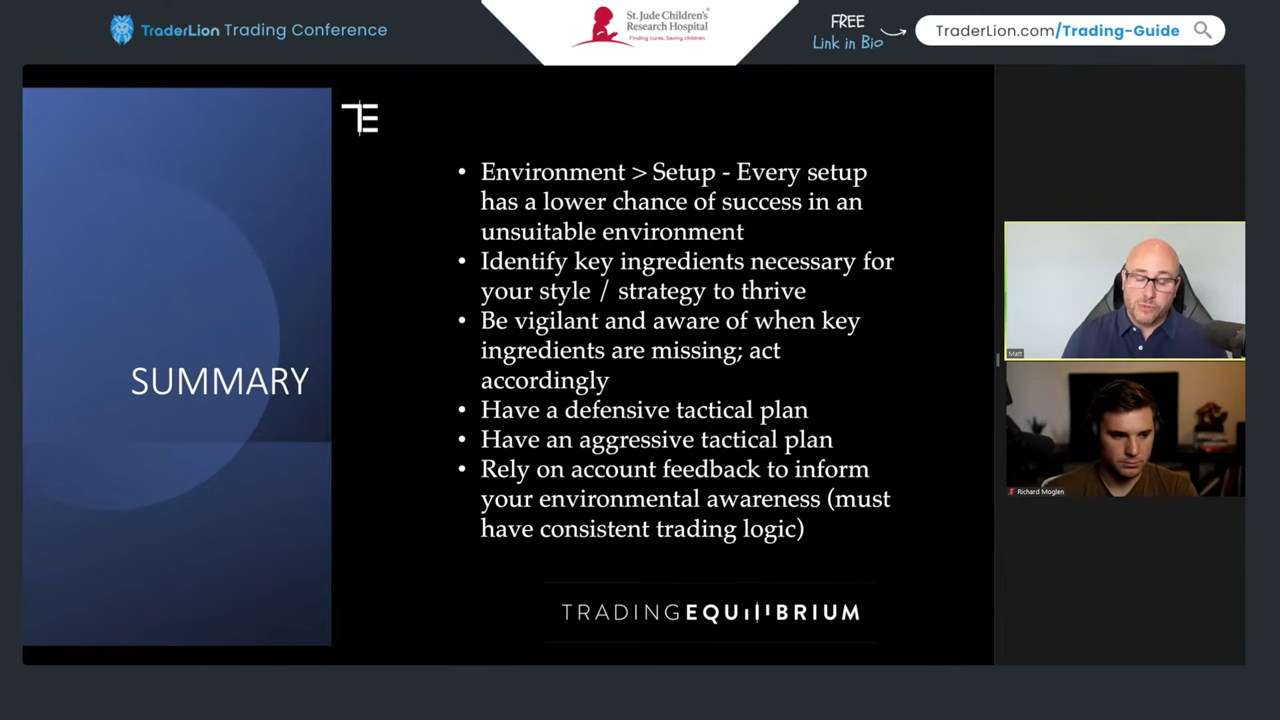 TraderLion Trading Conference
St. Jude Children's®
Research Hospital
Finding cures. Saving children.
FREE
Link in Bio
TraderLion.com/Trading-Guide
TE
SUMMARY
• Environment > Setup - Every setup
has a lower chance of success in an
unsuitable environment
• Identify key ingredients necessary for
your style / strategy to thrive
• Be vigilant and aware of when key
ingredients are missing; act
accordingly
• Have a defensive tactical plan
• Have an aggressive tactical plan
• Rely on account feedback to inform
your environmental awareness (must
have consistent trading logic)
TRADINGEQUILIBRIUM
Matt
Richard Moglen